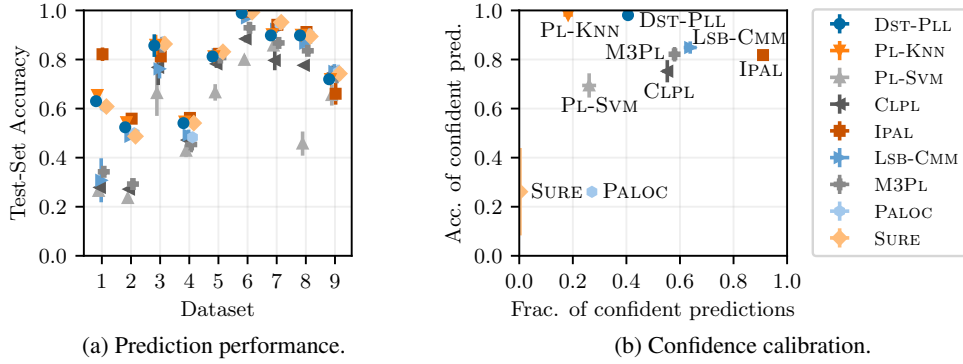 1.0
0.8
0.6
0.4
0.2
0.0
Test-Set Accuracy
1 2 3 4 5 6 7 8 9
Dataset
(a) Prediction performance.
1.0
0.8
0.6
0.4
0.2
0.0
Acc. of confident pred.
PL-KNN
DST-PLL
LSB-CMM
M3PL
IPAL
CLPL
PL-SVM
SURE
PALOC
0.0 0.2 0.4 0.6 0.8 1.0
Frac. of confident predictions
(b) Confidence calibration.
DST-PLL
PL-KNN
PL-SVM
CLPL
IPAL
LSB-CMM
M3PL
PALOC
SURE